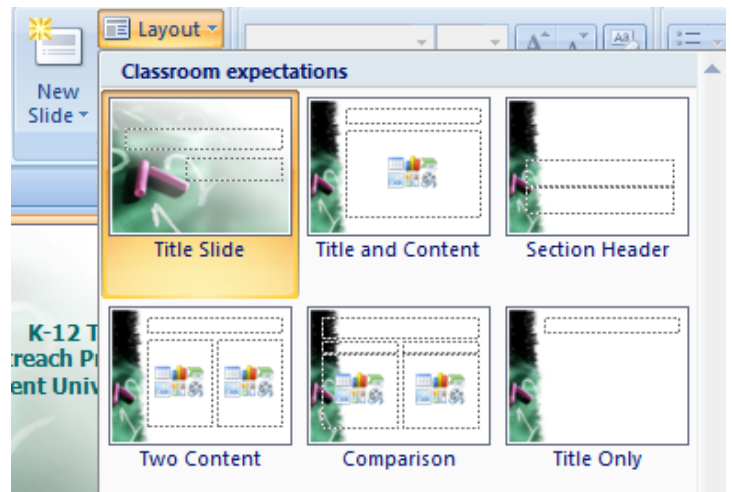 Layout
New
Slide
Classroom expectations
Title Slide
Title and Content
Section Header
Two Content
Comparison
Title Only
K-12 T
reach P
ent Univ